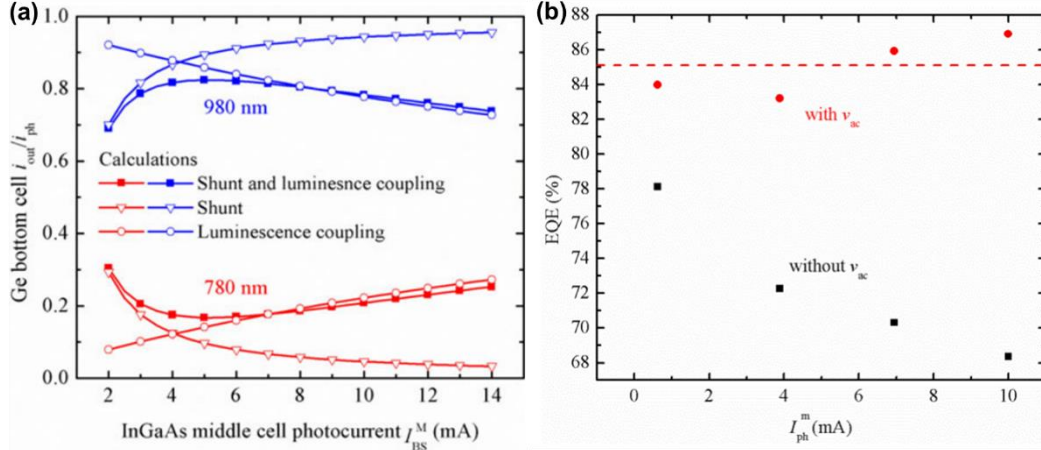 (a)
1.0
0.8
0.6
0.4
0.2
0.0
Ge bottom cell i_out/i_ph
980 nm
Calculations
Shunt and luminesnce coupling
Shunt
Luminescence coupling
780 nm
2 4 6 8 10 12 14
InGaAs middle cell photocurrent I_BS^M (mA)
(b)
88
86
84
82
80
78
76
74
72
70
68
EQE (%)
with v_ac
without v_ac
0 2 4 6 8 10
I_ph^m (mA)